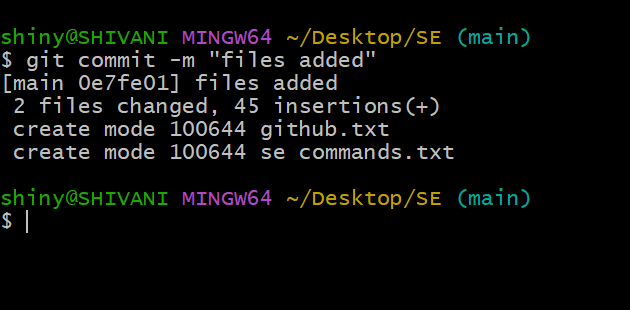 shiny@SHIVANI MINGW64 ~/Desktop/SE (main)
$ git commit -m "files added"
[main 0e7fe01] files added
 2 files changed, 45 insertions(+)
 create mode 100644 github.txt
 create mode 100644 se commands.txt
shiny@SHIVANI MINGW64 ~/Desktop/SE (main)
$